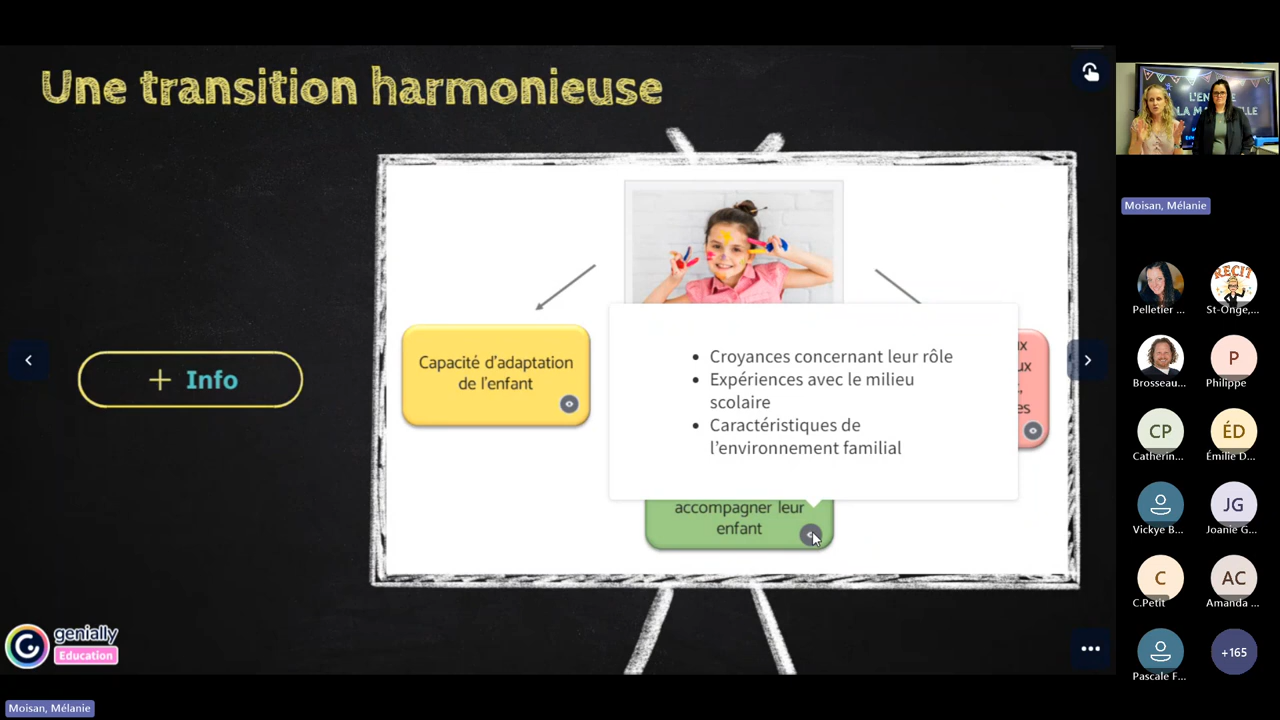 Une transition harmonieuse
Capacité d'adaptation
de l'enfant
+ Info
• Croyances concernant leur rôle
• Expériences avec le milieu
scolaire
• Caractéristiques de
l'environnement familial
accompagner leur
enfant
genially
Education
Moisan, Mélanie
Moisan, Mélanie
RECIT
Pelletier ...
St-Onge,...
Brosseau...
P
Philippe
CP
Catherin...
ÉD
Émilie D...
Vickye B...
JG
Joanie G...
C
C.Petit
AC
Amanda ...
Pascale F...
+165